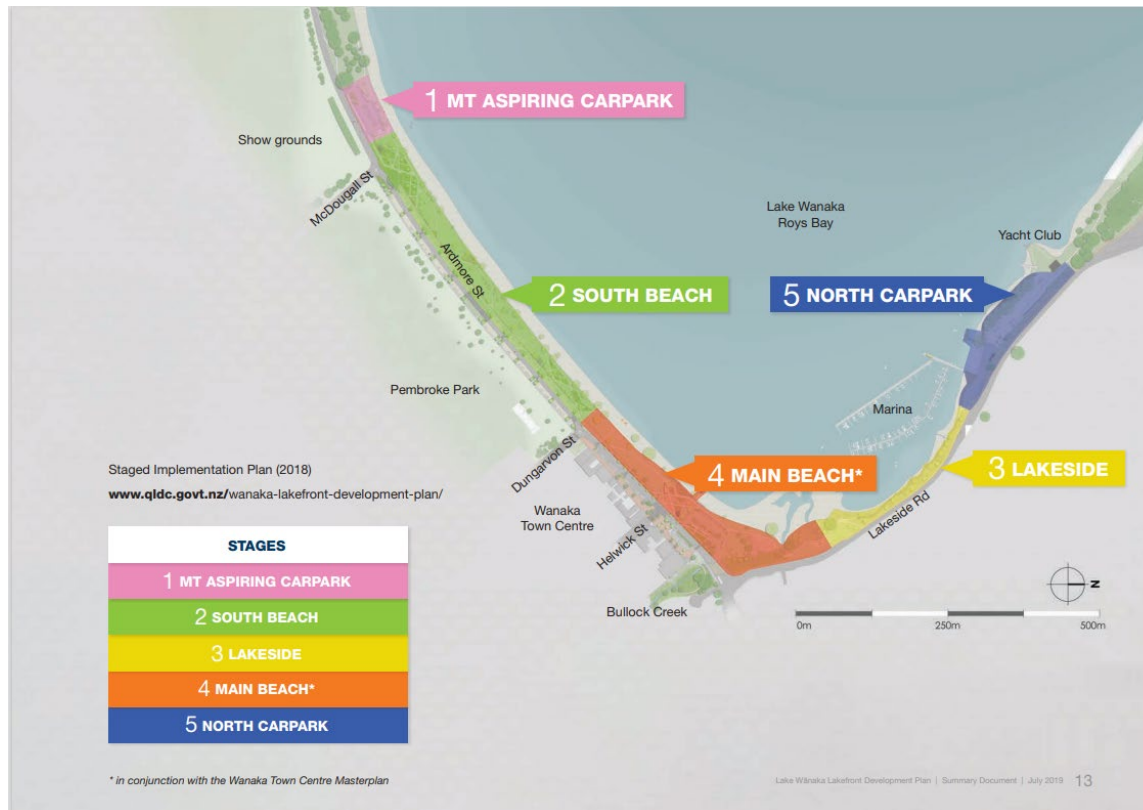 1 MT ASPIRING CARPARK
Show grounds
McDougall St
Lake Wanaka
Roys Bay
Yacht Club
Ardmore St
2 SOUTH BEACH
5 NORTH CARPARK
Pembroke Park
Marina
Dungarvon St
4 MAIN BEACH*
3 LAKESIDE
Staged Implementation Plan (2018)
www.qldc.govt.nz/wanaka-lakefront-development-plan/
Wanaka
Town Centre
Helwick St
Lakeside Rd
Bullock Creek
N
0m 250m 500m
STAGES
1 MT ASPIRING CARPARK
2 SOUTH BEACH
3 LAKESIDE
4 MAIN BEACH*
5 NORTH CARPARK
* in conjunction with the Wanaka Town Centre Masterplan
Lake Wānaka Lakefront Development Plan | Summary Document | July 2019 13